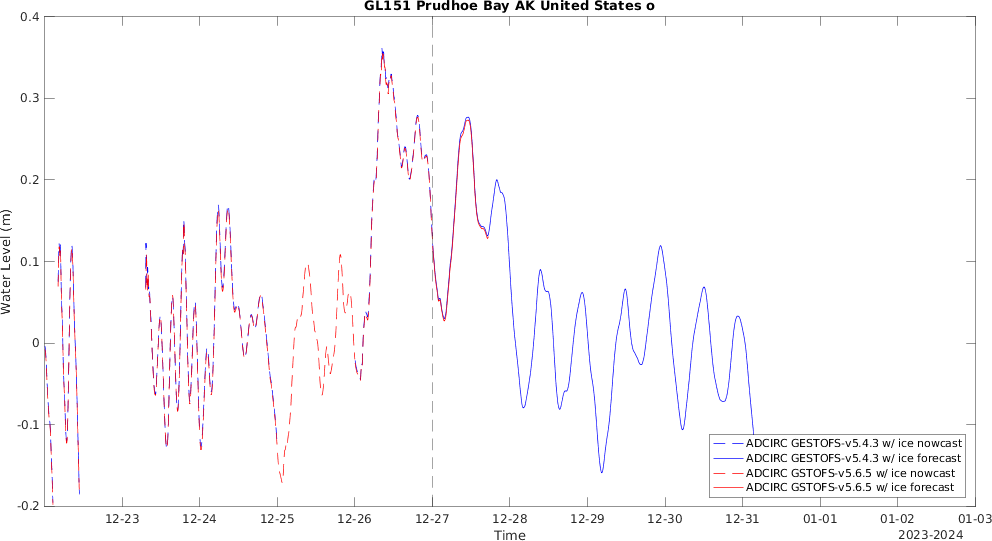 GL151 Prudhoe Bay AK United States o
0.4
0.3
0.2
0.1
0
-0.1
-0.2
Water Level (m)
12-23 12-24 12-25 12-26 12-27 12-28 12-29 12-30 12-31 01-01 01-02 01-03
Time
2023-2024
ADCIRC GESTOFS-v5.4.3 w/ ice nowcast
ADCIRC GESTOFS-v5.4.3 w/ ice forecast
ADCIRC GSTOFS-v5.6.5 w/ ice nowcast
ADCIRC GSTOFS-v5.6.5 w/ ice forecast